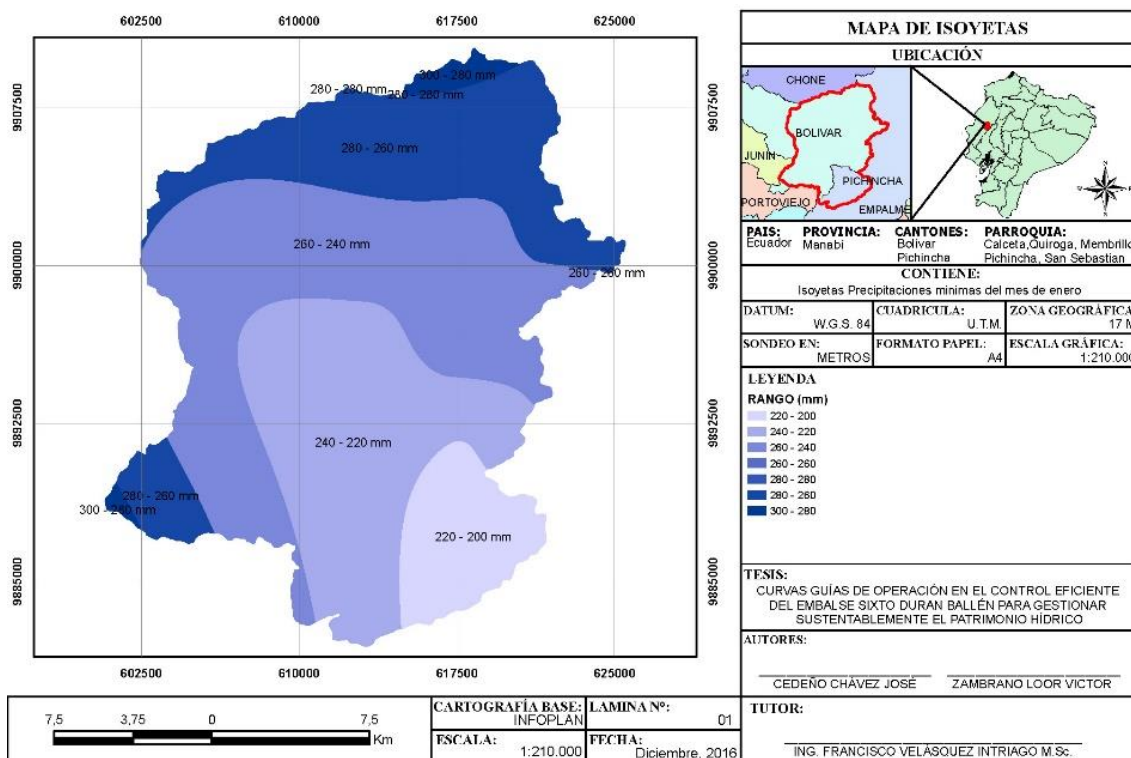 602500 610000 617500 625000
9907500
9900000
9892500
9885000
300 - 280 mm
280 - 280 mm
280 - 280 mm
280 - 260 mm
260 - 240 mm
260 - 260 mm
240 - 220 mm
280 - 260 mm
220 - 200 mm
9907500
9900000
9892500
9885000
602500 610000 617500 625000
MAPA DE ISOYETAS
UBICACIÓN
CHONE
BOLIVAR
JUNIN
PICHINCHA
PORTOVIEJO
EMPALME
PAIS: PROVINCIA: CANTONES: PARROQUIA:
Ecuador Manabi Bolivar Calceta,Quiroga, Membrillo
Pichincha Pichincha, San Sebastian
CONTIENE:
Isoyetas Precipitaciones minimas del mes de enero
DATUM: CUADRICULA: ZONA GEOGRÁFICA:
W.G.S. 84 U.T.M. 17 M
SONDEO EN: FORMATO PAPEL: ESCALA GRÁFICA:
METROS A4 1:210.000
LEYENDA
RANGO (mm)
220 - 200
240 - 220
260 - 240
260 - 260
280 - 280
280 - 260
300 - 280
TESIS:
CURVAS GUÍAS DE OPERACIÓN EN EL CONTROL EFICIENTE
DEL EMBALSE SIXTO DURAN BALLÉN PARA GESTIONAR
SUSTENTABLEMENTE EL PATRIMONIO HÍDRICO
AUTORES:
CEDEÑO CHÁVEZ JOSÉ ZAMBRANO LOOR VICTOR
TUTOR:
ING. FRANCISCO VELÁSQUEZ INTRIAGO M.Sc.
7,5 3,75 0 7,5
Km
CARTOGRAFÍA BASE: LAMINA Nº:
INFOPLAN 01
ESCALA: FECHA:
1:210.000 Diciembre, 2016